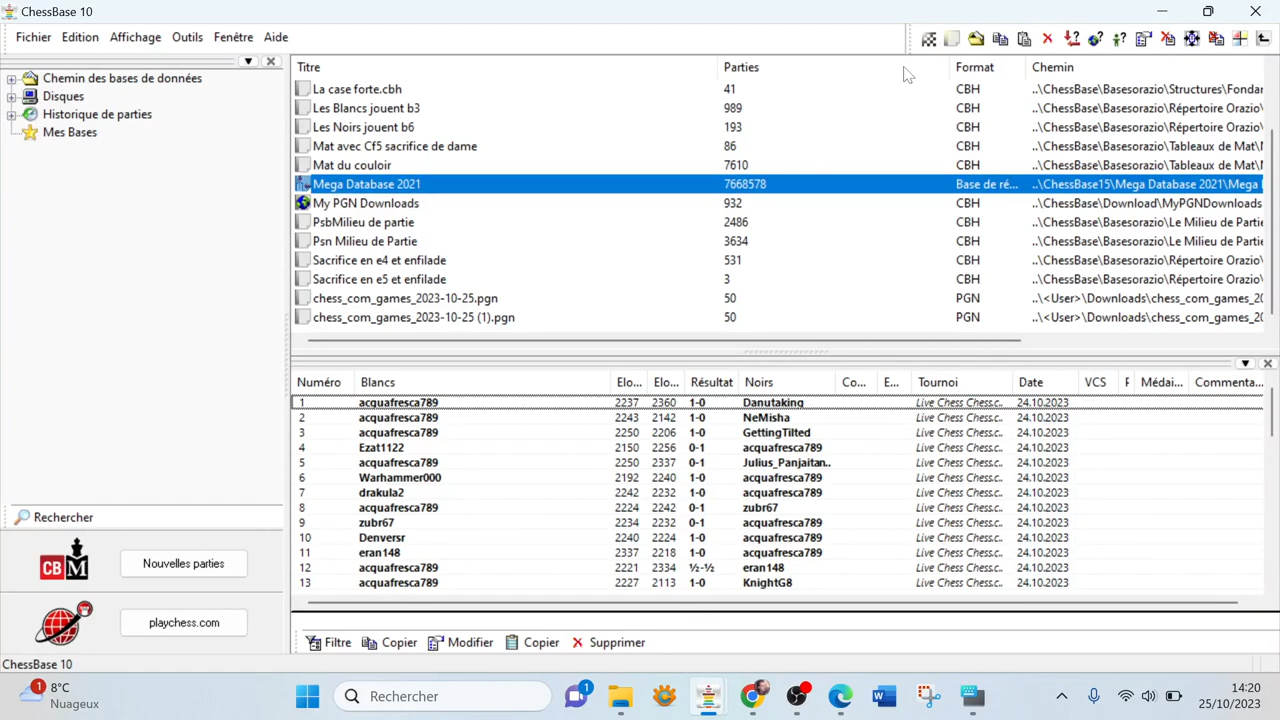 ChessBase 10
Fichier Edition Affichage Outils Fenêtre Aide
Titre Parties Format Chemin
La case forte.cbh 41 CBH ..\ChessBase\Basesorazio\Structures\Fondar
Les Blancs jouent b3 989 CBH ..\ChessBase\Basesorazio\Répertoire Orazio\
Les Noirs jouent b6 193 CBH ..\ChessBase\Basesorazio\Répertoire Orazio\
Mat avec Cf5 sacrifice de dame 86 CBH ..\ChessBase\Basesorazio\Tableaux de Mat\M
Mat du couloir 7610 CBH ..\ChessBase\Basesorazio\Tableaux de Mat\M
Mega Database 2021 7668578 Base de ré... ..\ChessBase15\Mega Database 2021\Mega
My PGN Downloads 932 CBH ..\ChessBase\Download\MyPGNDownloads
PsbMilieu de partie 2486 CBH ..\ChessBase\Basesorazio\Le Milieu de Partie
Psn Milieu de Partie 3634 CBH ..\ChessBase\Basesorazio\Le Milieu de Partie
Sacrifice en e4 et enfilade 531 CBH ..\ChessBase\Basesorazio\Répertoire Orazio\
Sacrifice en e5 et enfilade 3 CBH ..\ChessBase\Basesorazio\Répertoire Orazio\
chess_com_games_2023-10-25.pgn 50 PGN ..\<User>\Downloads\chess_com_games_20
chess_com_games_2023-10-25 (1).pgn 50 PGN ..\<User>\Downloads\chess_com_games_20
Chemin des bases de données
Disques
Historique de parties
Mes Bases
Rechercher
CB M Nouvelles parties
playchess.com
Numéro Blancs Elo... Elo... Résultat Noirs Co... E... Tournoi Date VCS F Médai... Commenta...
1 acquafresca789 2237 2360 1-0 Danutaking Live Chess Chess.c.. 24.10.2023
2 acquafresca789 2243 2142 1-0 NeMisha Live Chess Chess.c.. 24.10.2023
3 acquafresca789 2250 2206 1-0 GettingTilted Live Chess Chess.c.. 24.10.2023
4 Ezat1122 2150 2256 0-1 acquafresca789 Live Chess Chess.c.. 24.10.2023
5 acquafresca789 2250 2337 0-1 Julius_Panjaitan.. Live Chess Chess.c.. 24.10.2023
6 Warhammer000 2192 2240 1-0 acquafresca789 Live Chess Chess.c.. 24.10.2023
7 drakula2 2242 2232 1-0 acquafresca789 Live Chess Chess.c.. 24.10.2023
8 acquafresca789 2224 2242 0-1 zubr67 Live Chess Chess.c.. 24.10.2023
9 zubr67 2234 2232 0-1 acquafresca789 Live Chess Chess.c.. 24.10.2023
10 Denversr 2240 2224 1-0 acquafresca789 Live Chess Chess.c.. 24.10.2023
11 eran148 2337 2218 1-0 acquafresca789 Live Chess Chess.c.. 24.10.2023
12 acquafresca789 2221 2334 ½-½ eran148 Live Chess Chess.c.. 24.10.2023
13 acquafresca789 2227 2113 1-0 KnightG8 Live Chess Chess.c.. 24.10.2023
Filtre Copier Modifier Copier Supprimer
ChessBase 10
1 8°C Nuageux Rechercher 1 14:20
25/10/2023